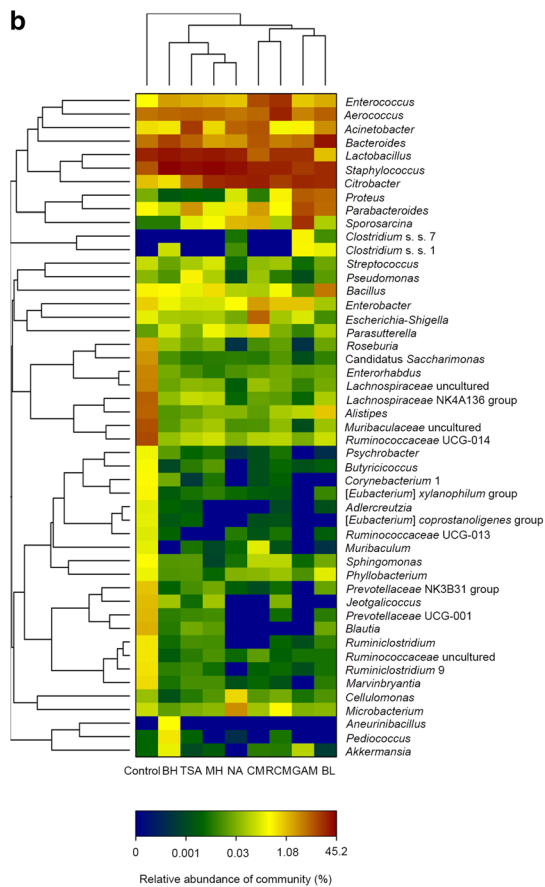 b
Enterococcus
Aerococcus
Acinetobacter
Bacteroides
Lactobacillus
Staphylococcus
Citrobacter
Proteus
Parabacteroides
Sporosarcina
Clostridium s. s. 7
Clostridium s. s. 1
Streptococcus
Pseudomonas
Bacillus
Enterobacter
Escherichia-Shigella
Parasutterella
Roseburia
Candidatus Saccharimonas
Enterorhabdus
Lachnospiraceae uncultured
Lachnospiraceae NK4A136 group
Alistipes
Muribaculaceae uncultured
Ruminococcaceae UCG-014
Psychrobacter
Butyricicoccus
Corynebacterium 1
[Eubacterium] xylanophilum group
Adlercreutzia
[Eubacterium] coprostanoligenes group
Ruminococcaceae UCG-013
Muribaculum
Sphingomonas
Phyllobacterium
Prevotellaceae NK3B31 group
Jeotgalicoccus
Prevotellaceae UCG-001
Blautia
Ruminiclostridium
Ruminococcaceae uncultured
Ruminiclostridium 9
Marvinbryantia
Cellulomonas
Microbacterium
Aneurinibacillus
Pediococcus
Akkermansia
Control BH TSA MH NA CM RCM GAM BL
0 0.001 0.03 1.08 45.2
Relative abundance of community (%)